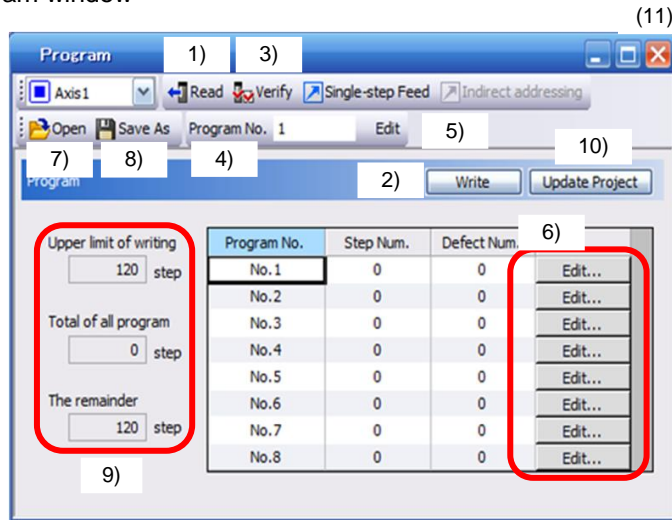 am window
(11)
Program 1) 3)
Axis1 Read Verify Single-step Feed Indirect addressing
Open Save As Program No. 1 Edit 5)
7) 8) 4) 10)
Program 2) Write Update Project
Upper limit of writing
120 step
Total of all program
0 step
The remainder
120 step
9)
Program No. Step Num. Defect Num. 6)
No.1 0 0 Edit...
No.2 0 0 Edit...
No.3 0 0 Edit...
No.4 0 0 Edit...
No.5 0 0 Edit...
No.6 0 0 Edit...
No.7 0 0 Edit...
No.8 0 0 Edit...